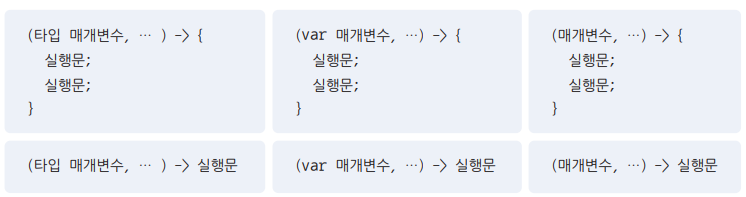 (타입 매개변수, … ) -> {
실행문;
실행문;
}
(var 매개변수, …) -> {
실행문;
실행문;
}
(매개변수, …) -> {
실행문;
실행문;
}
(타입 매개변수, … ) -> 실행문
(var 매개변수, …) -> 실행문
(매개변수, …) -> 실행문